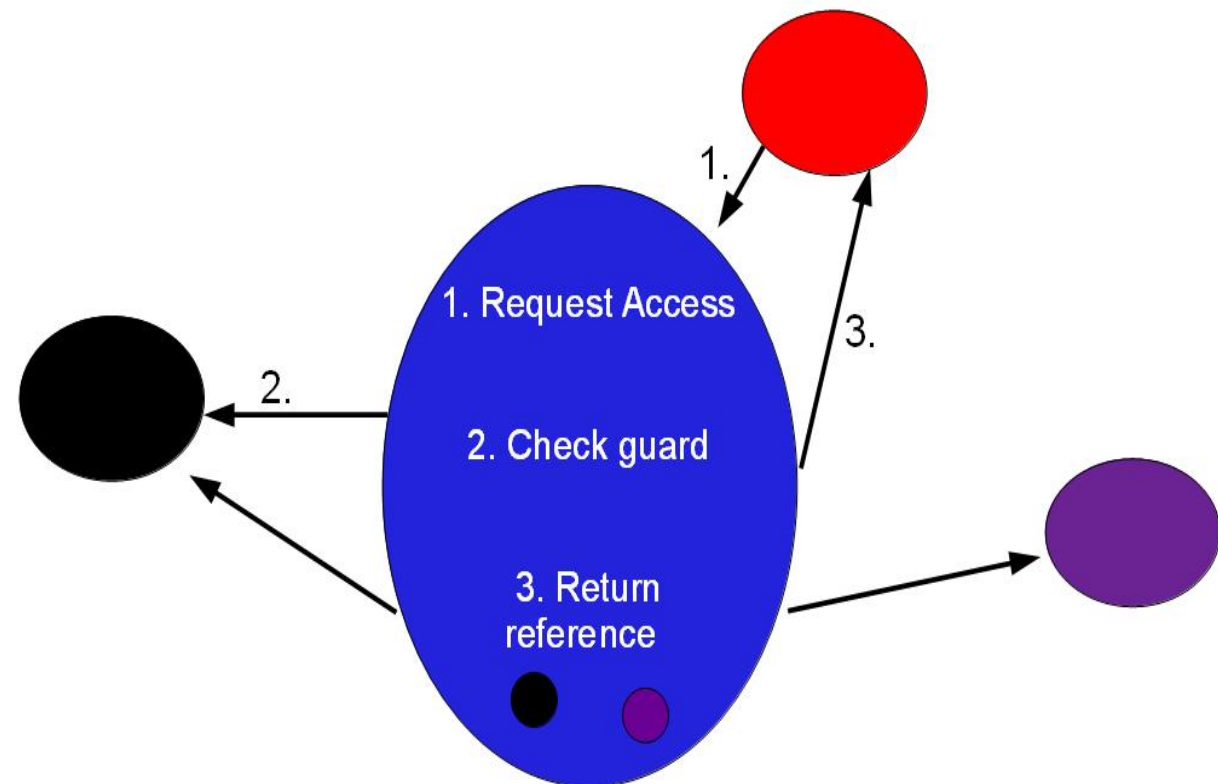 1.
1. Request Access
3.
2.
2. Check guard
3. Return
reference